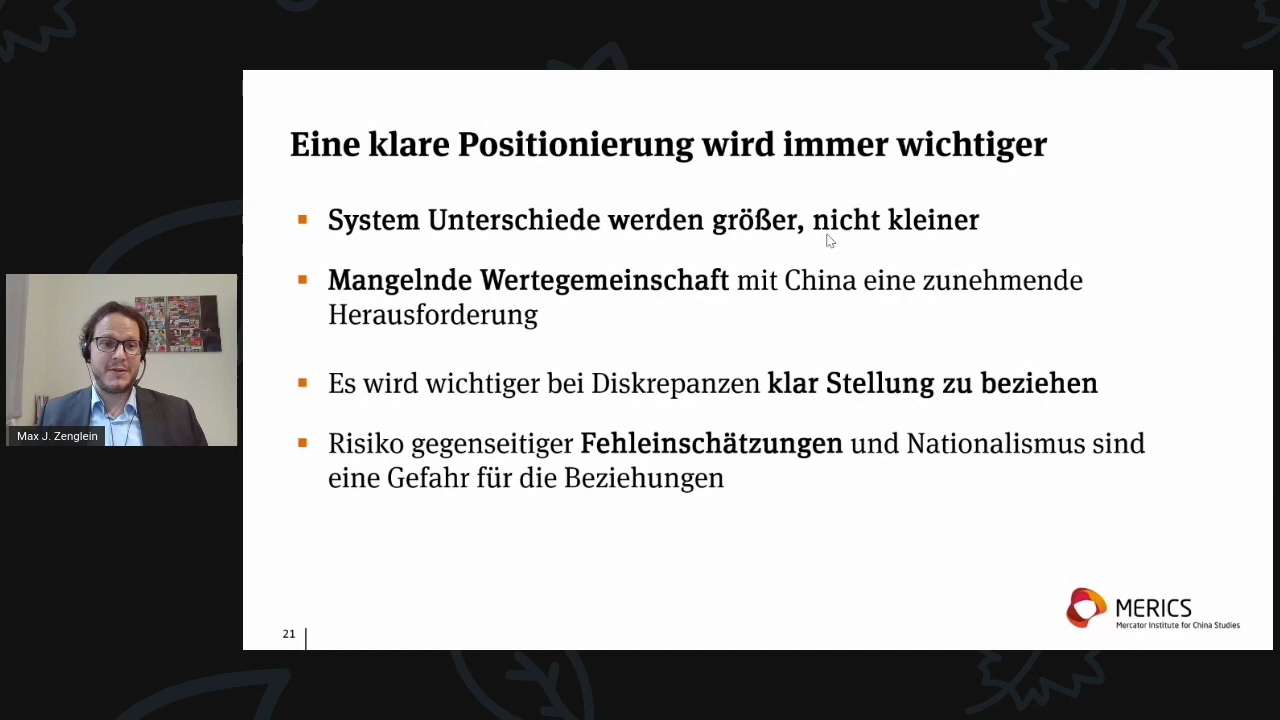 Eine klare Positionierung wird immer wichtiger
System Unterschiede werden größer, nicht kleiner
Mangelnde Wertegemeinschaft mit China eine zunehmende
Herausforderung
Es wird wichtiger bei Diskrepanzen klar Stellung zu beziehen
Risiko gegenseitiger Fehleinschätzungen und Nationalismus sind
eine Gefahr für die Beziehungen
Max J. Zenglein
MERICS
Mercator Institute for China Studies
21